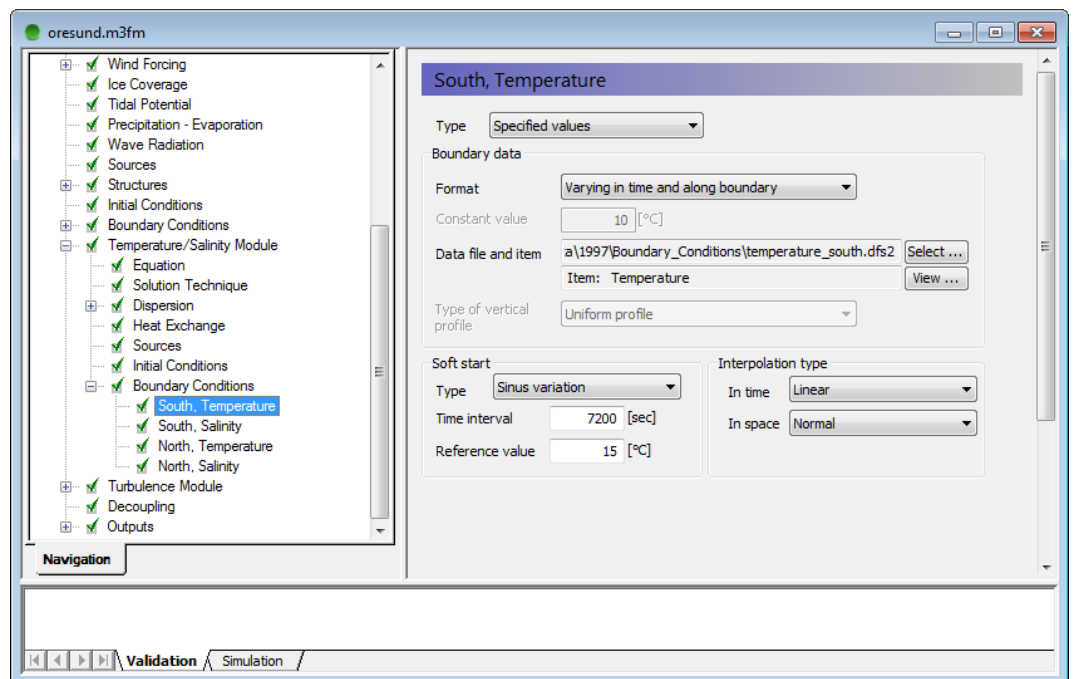 oresund.m3fm
Wind Forcing
Ice Coverage
Tidal Potential
Precipitation - Evaporation
Wave Radiation
Sources
Structures
Initial Conditions
Boundary Conditions
Temperature/Salinity Module
Equation
Solution Technique
Dispersion
Heat Exchange
Sources
Initial Conditions
Boundary Conditions
South, Temperature
South, Salinity
North, Temperature
North, Salinity
Turbulence Module
Decoupling
Outputs
Navigation
South, Temperature
Type Specified values
Boundary data
Format Varying in time and along boundary
Constant value 10 [°C]
Data file and item a\1997\Boundary_Conditions\temperature_south.dfs2 Select ...
Item: Temperature View ...
Type of vertical
profile
Uniform profile
Soft start
Type Sinus variation
Time interval 7200 [sec]
Reference value 15 [°C]
Interpolation type
In time Linear
In space Normal
Validation Simulation